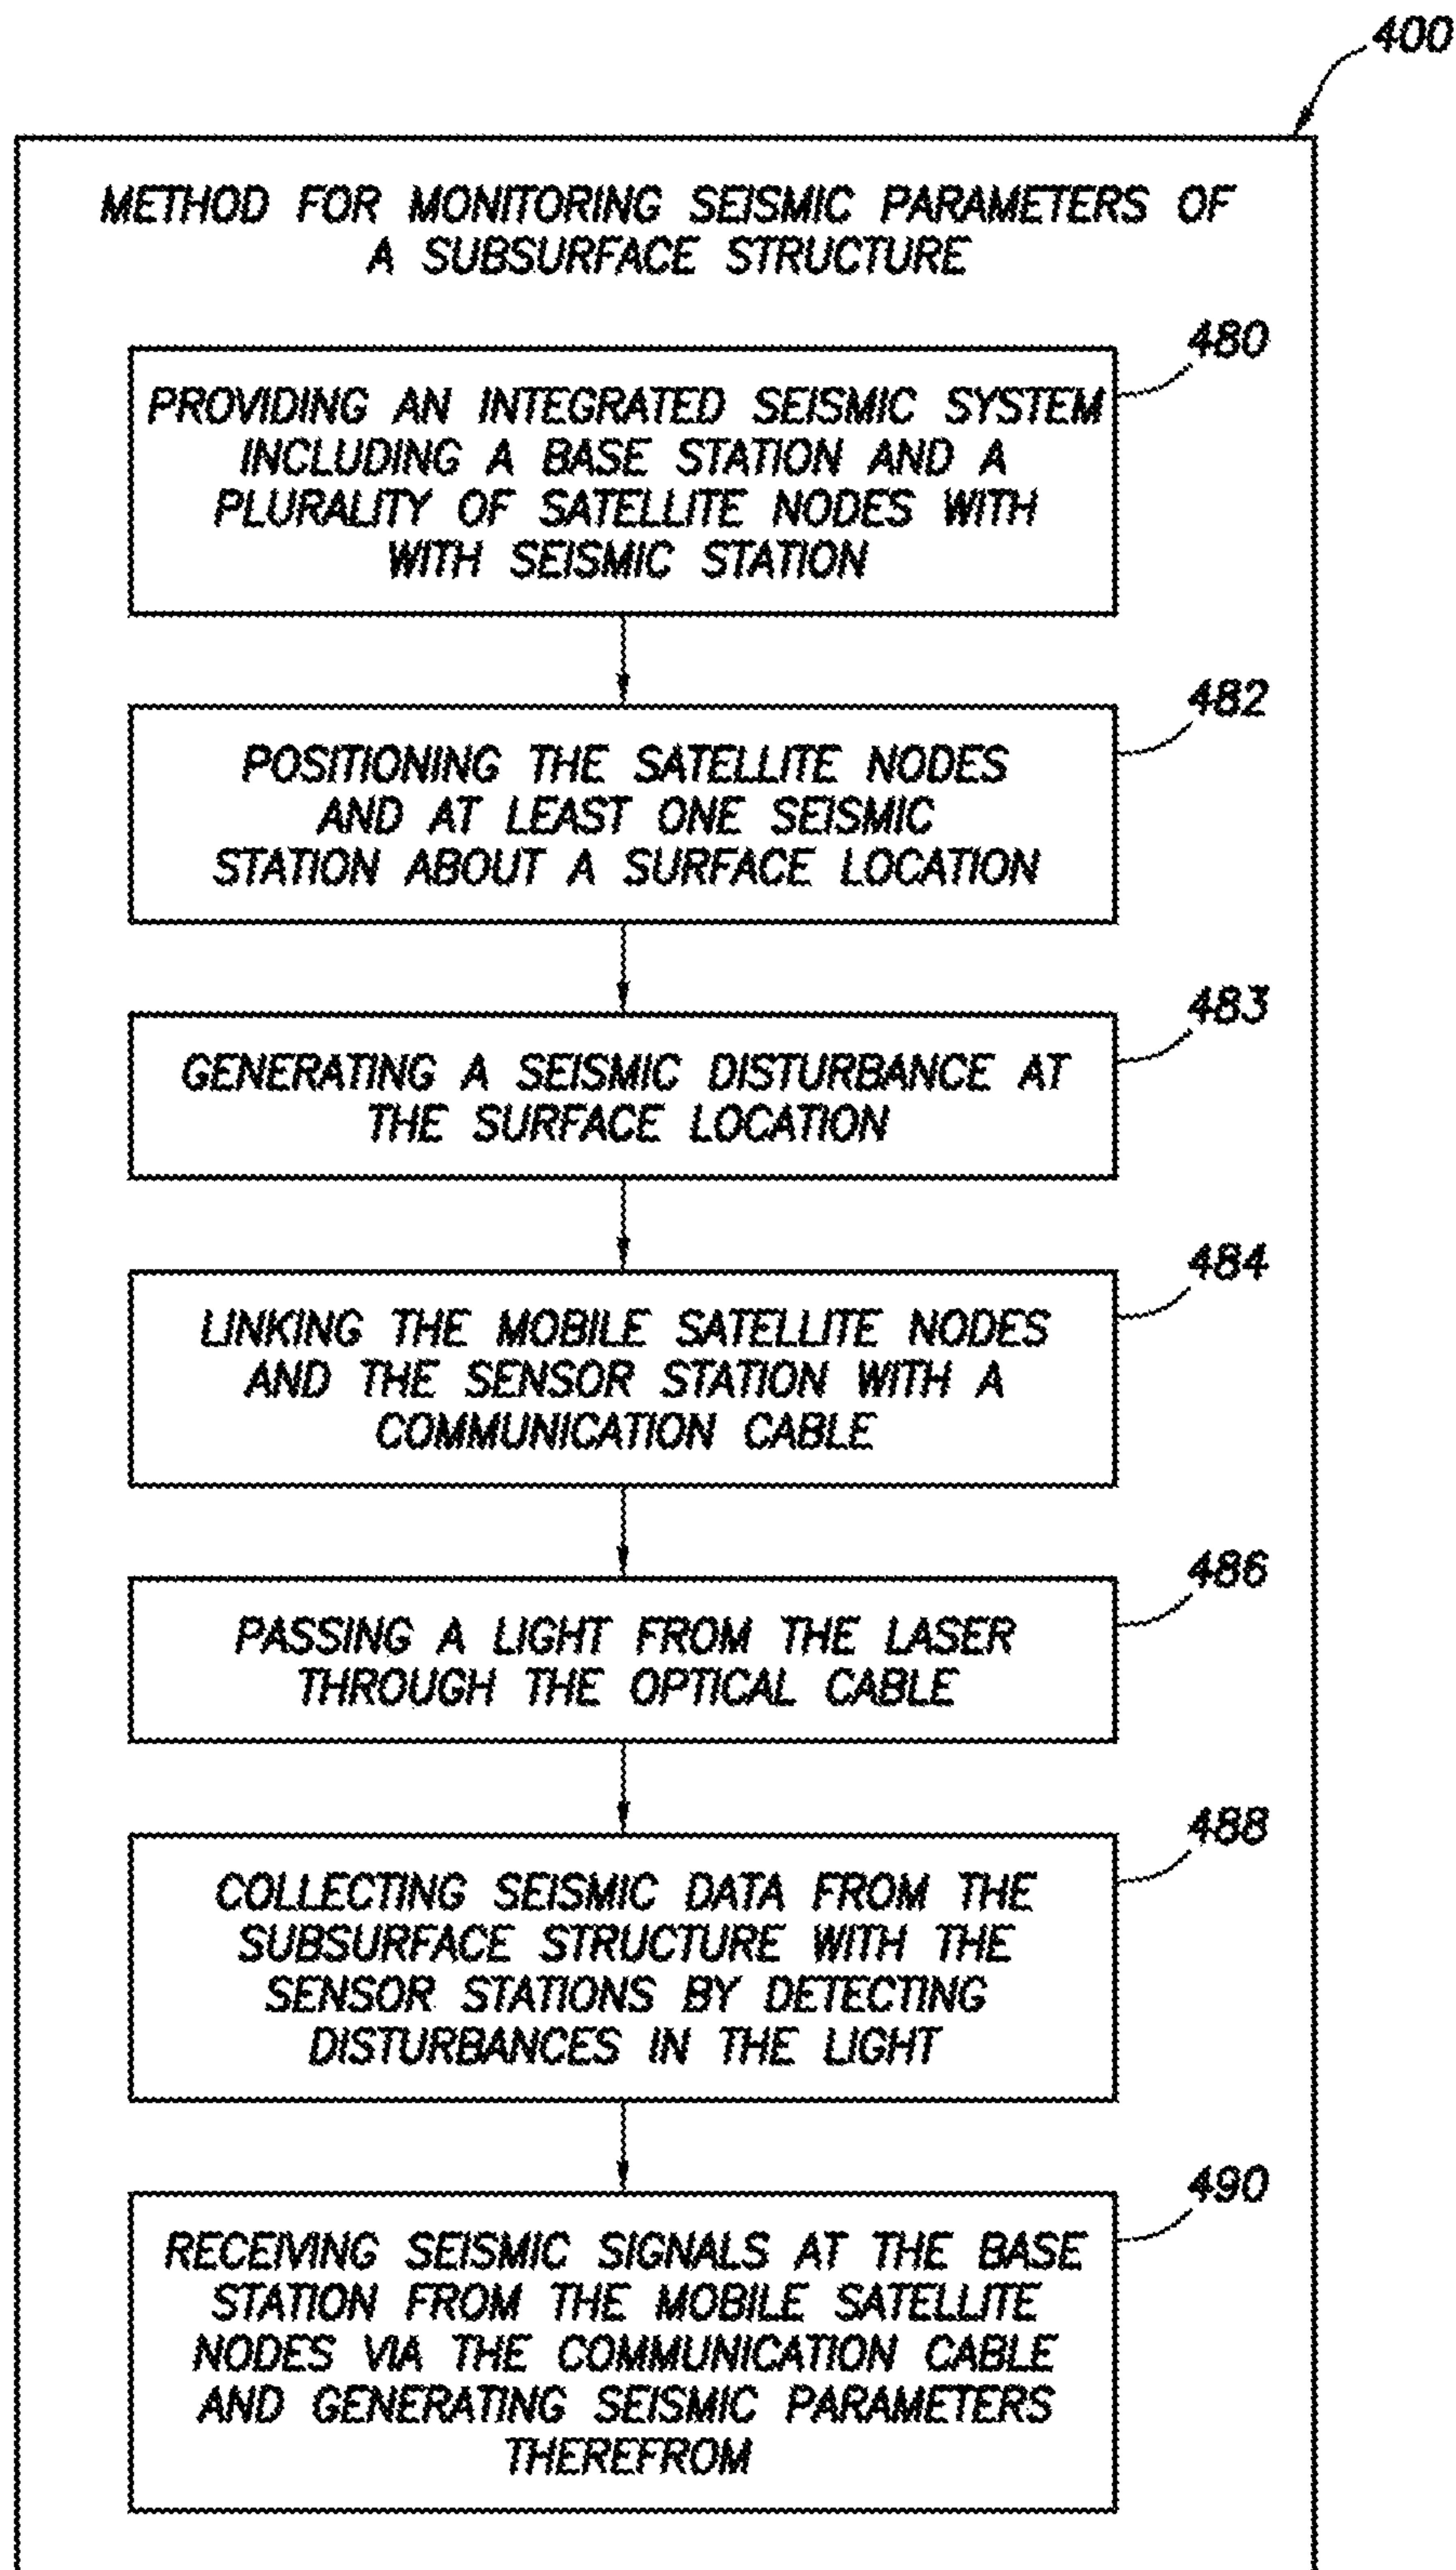 400
METHOD FOR MONITORING SEISMIC PARAMETERS OF
A SUBSURFACE STRUCTURE
480
PROVIDING AN INTEGRATED SEISMIC SYSTEM
INCLUDING A BASE STATION AND A
PLURALITY OF SATELLITE NODES WITH
WITH SEISMIC STATION
482
POSITIONING THE SATELLITE NODES
AND AT LEAST ONE SEISMIC
STATION ABOUT A SURFACE LOCATION
483
GENERATING A SEISMIC DISTURBANCE AT
THE SURFACE LOCATION
484
LINKING THE MOBILE SATELLITE NODES
AND THE SENSOR STATION WITH A
COMMUNICATION CABLE
486
PASSING A LIGHT FROM THE LASER
THROUGH THE OPTICAL CABLE
488
COLLECTING SEISMIC DATA FROM THE
SUBSURFACE STRUCTURE WITH THE
SENSOR STATIONS BY DETECTING
DISTURBANCES IN THE LIGHT
490
RECEIVING SEISMIC SIGNALS AT THE BASE
STATION FROM THE MOBILE SATELLITE
NODES VIA THE COMMUNICATION CABLE
AND GENERATING SEISMIC PARAMETERS
THEREFROM